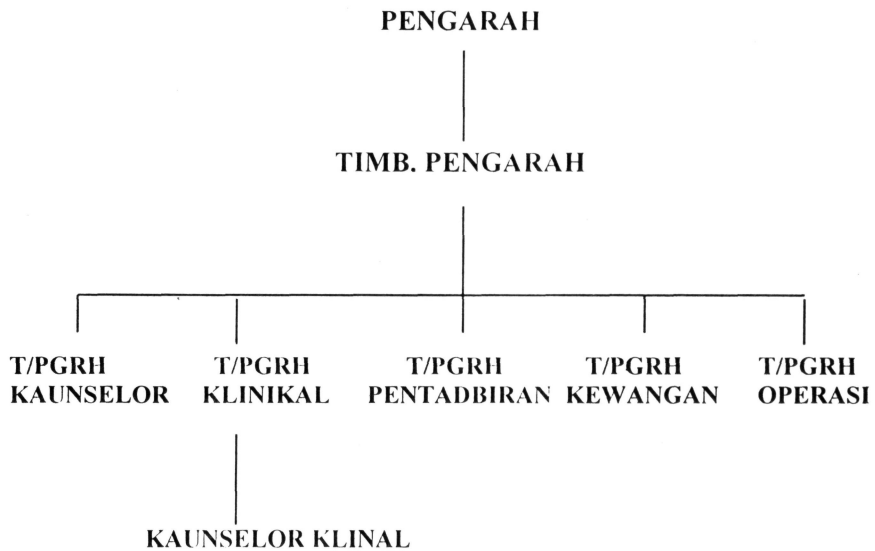 PENGARAH
TIMB. PENGARAH
T/PGRH T/PGRH T/PGRH T/PGRH T/PGRH
KAUNSELOR KLINIKAL PENTADBIRAN KEWANGAN OPERASI
KAUNSELOR KLINAL